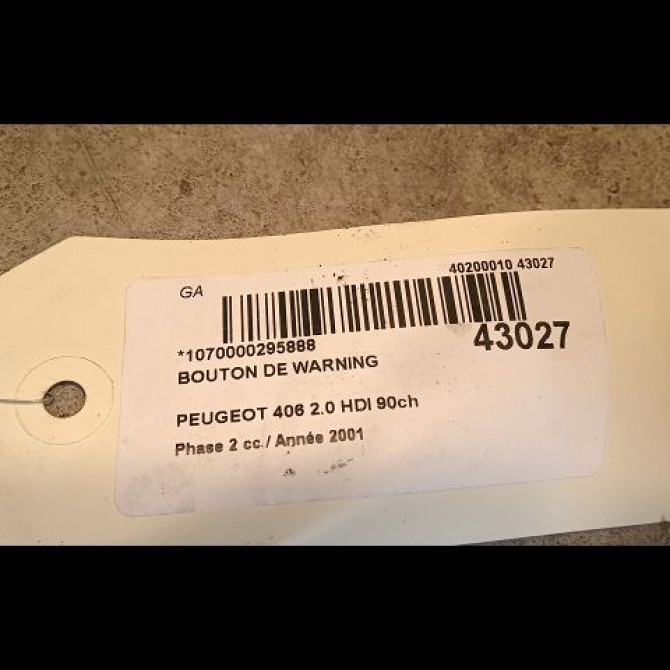 GA
40200010 43027
*1070000295888
43027
BOUTON DE WARNING
PEUGEOT 406 2.0 HDI 90ch
Phase 2 cc / Année 2001